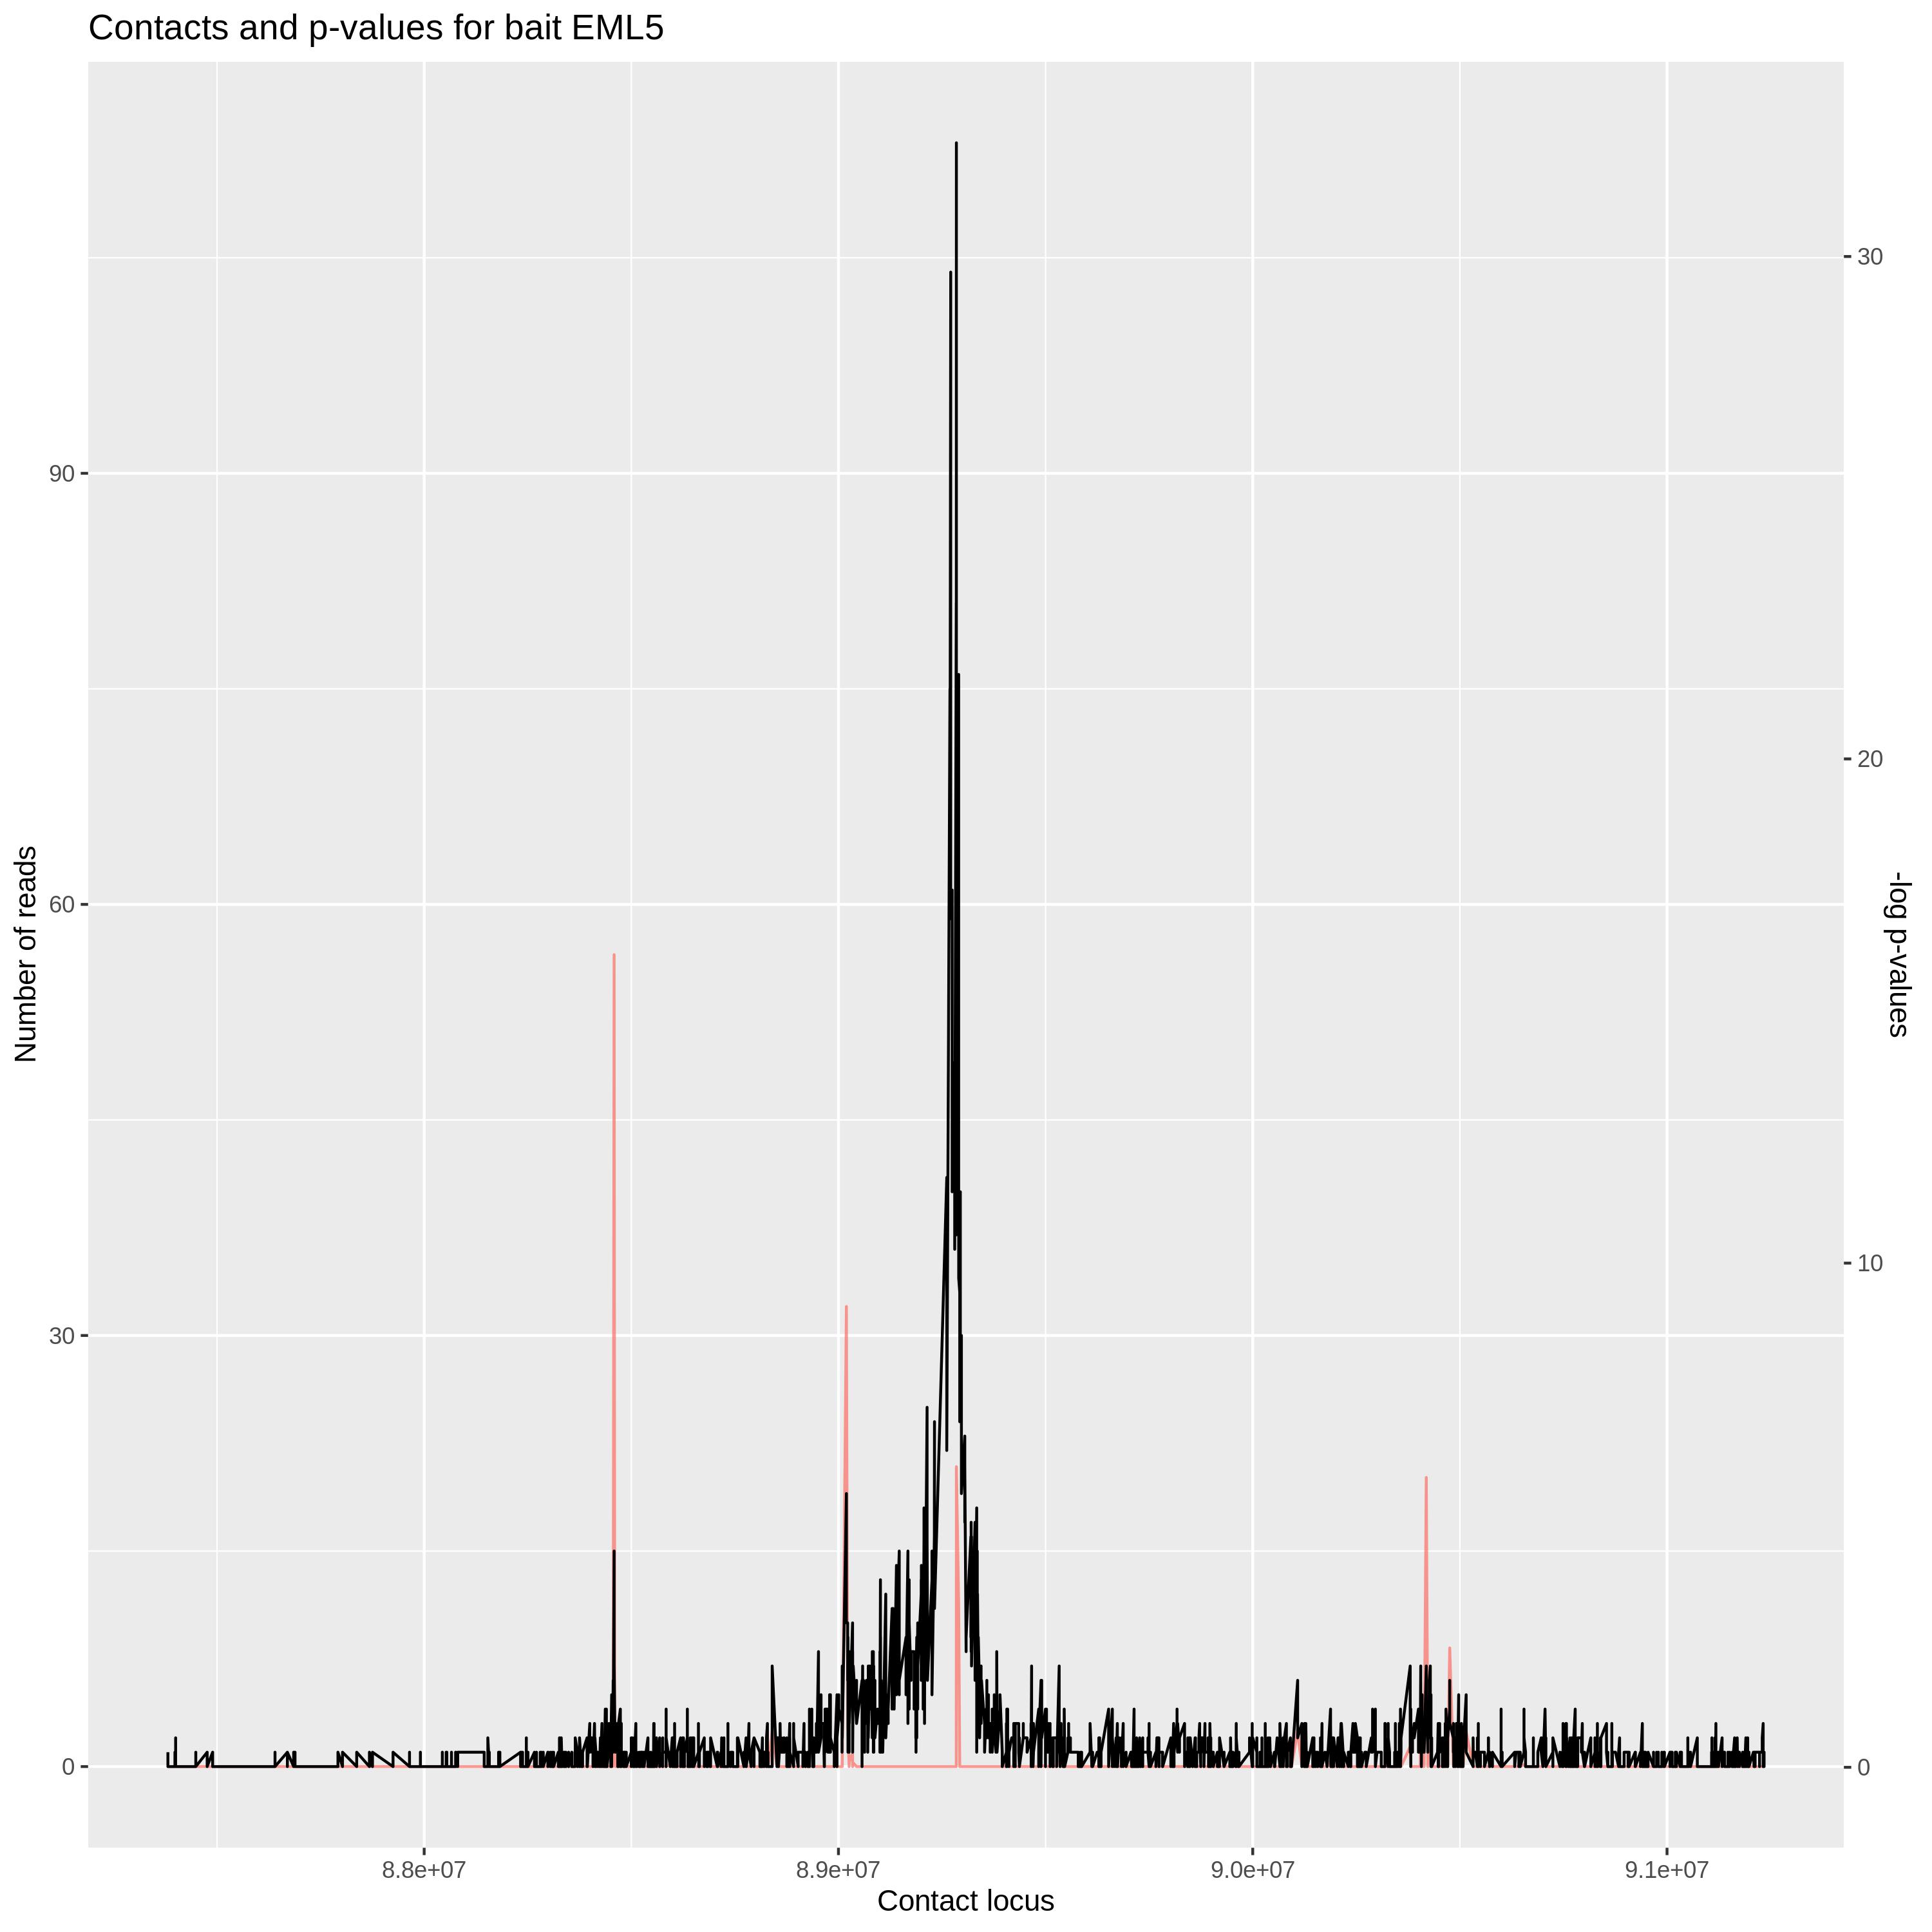 Contacts and p-values for bait EML5
Number of reads
90
60
30
0
30
20
10
0
-log p-values
8.8e+07
8.9e+07
9.0e+07
9.1e+07
Contact locus